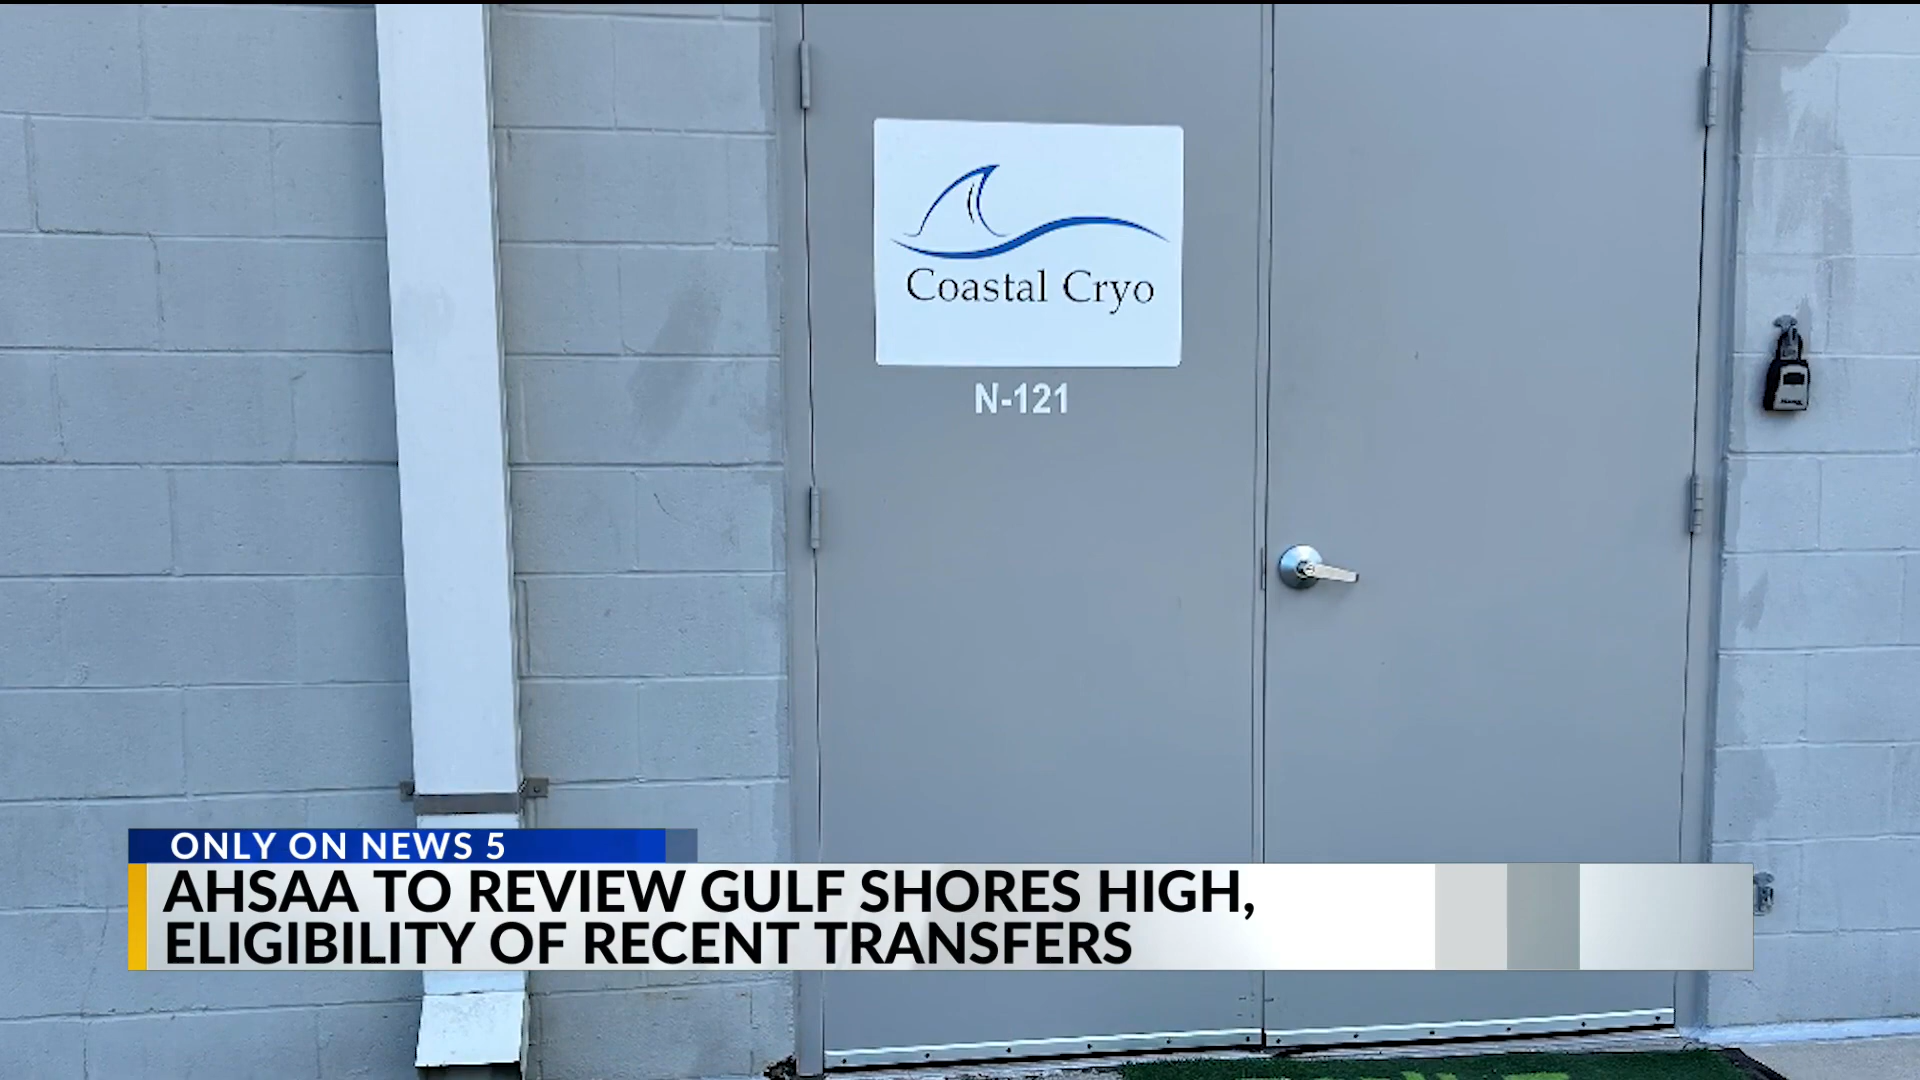 Coastal Cryo
N-121
ONLY ON NEWS 5
AHSAA TO REVIEW GULF SHORES HIGH,
ELIGIBILITY OF RECENT TRANSFERS